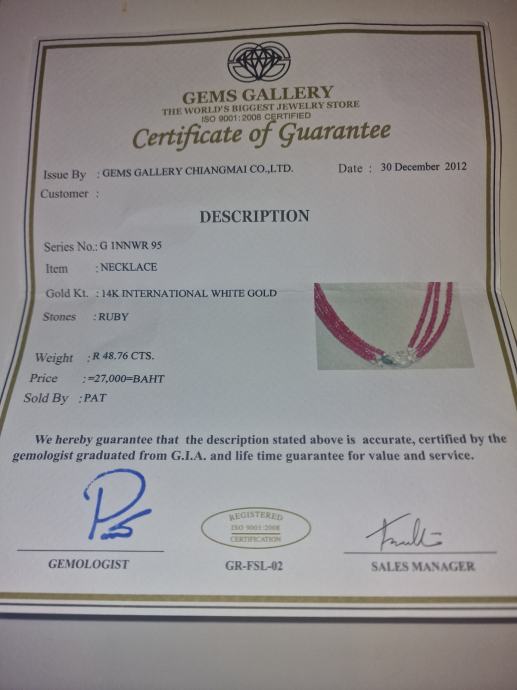 GEMS GALLERY
THE WORLD'S BIGGEST JEWELRY STORE
ISO 9001:2008 CERTIFIED
Certificate of Guarantee
Issue By : GEMS GALLERY CHIANGMAI CO.,LTD. Date : 30 December 2012
Customer :
DESCRIPTION
Series No.: G 1NNWR 95
Item : NECKLACE
Gold Kt. : 14K INTERNATIONAL WHITE GOLD
Stones : RUBY
Weight : R 48.76 CTS.
Price :=27,000=BAHT
Sold By : PAT
We hereby guarantee that the description stated above is accurate, certified by the
gemologist graduated from G.I.A. and life time guarantee for value and service.
REGISTERED
ISO 9001:2008
CERTIFICATION
GEMOLOGIST GR-FSL-02 SALES MANAGER